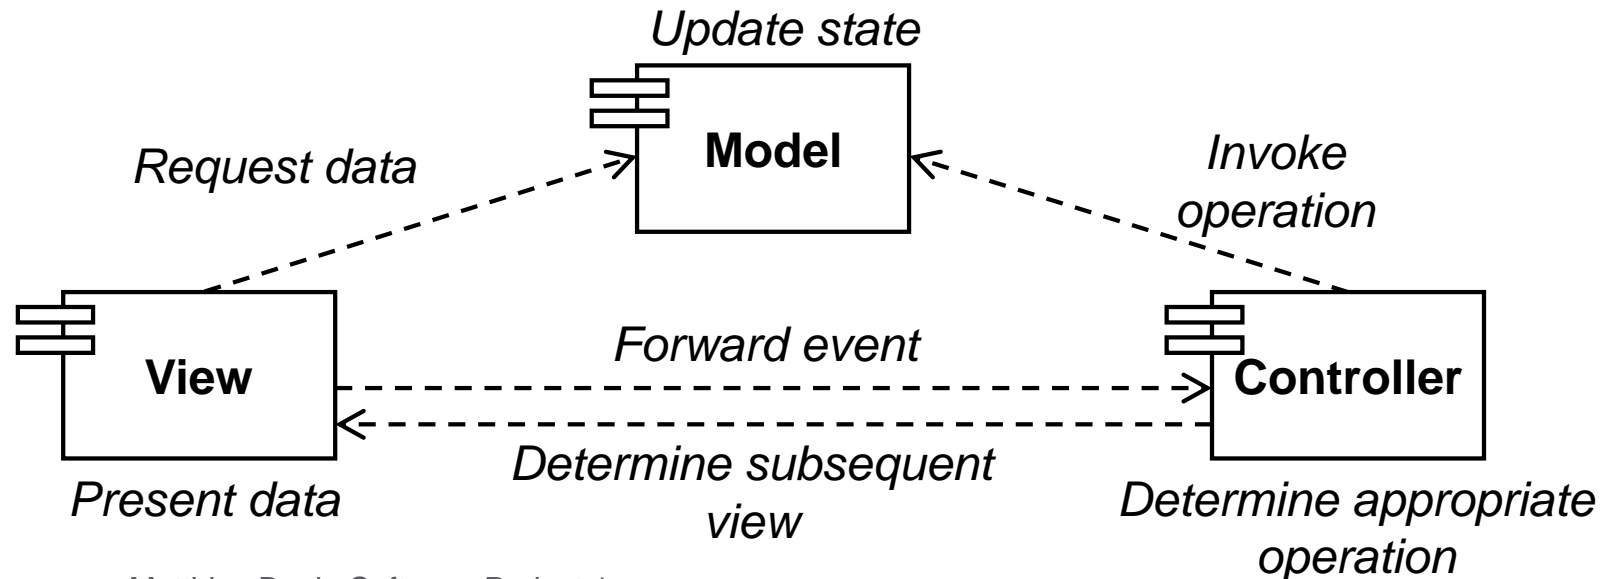 Update state
Model
Request data
Invoke
operation
View
Forward event
Controller
Determine subsequent
view
Present data
Determine appropriate
operation